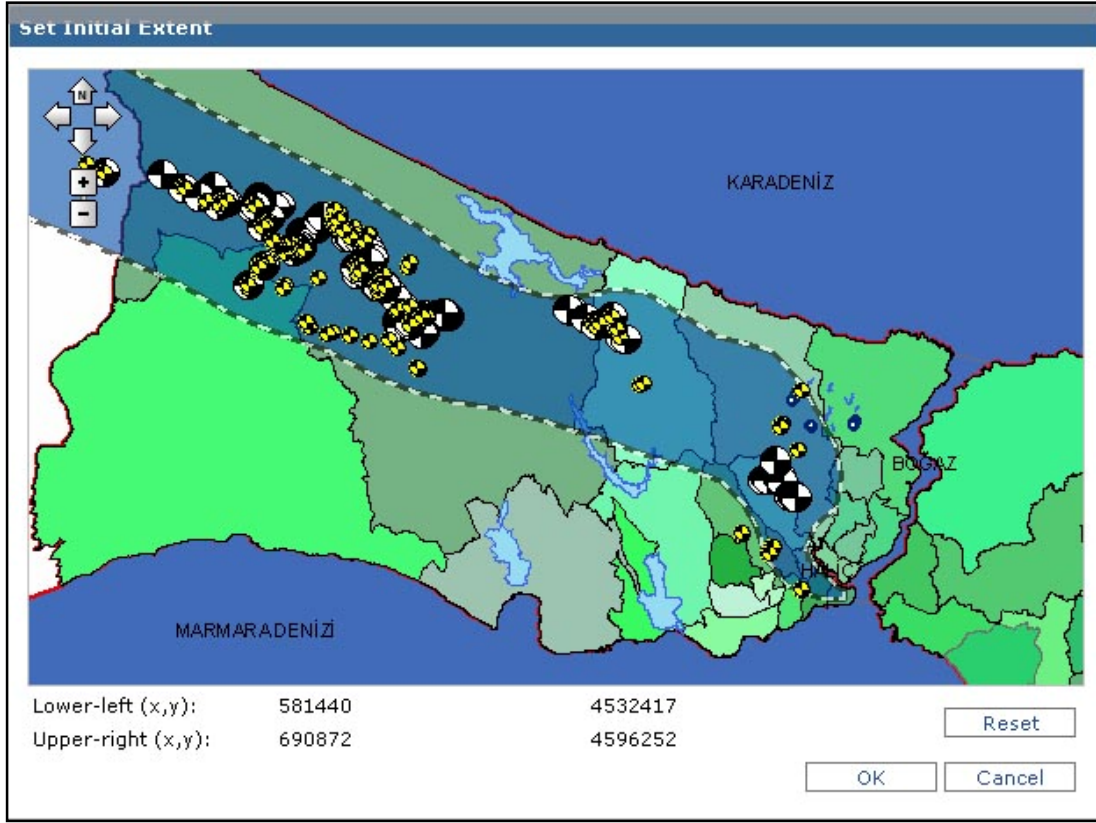 Set Initial Extent
N
KARADENİZ
BOĞAZ
MARMARADENİZİ
+
-
Lower-left (x,y): 581440 4532417
Upper-right (x,y): 690872 4596252
Reset
OK Cancel